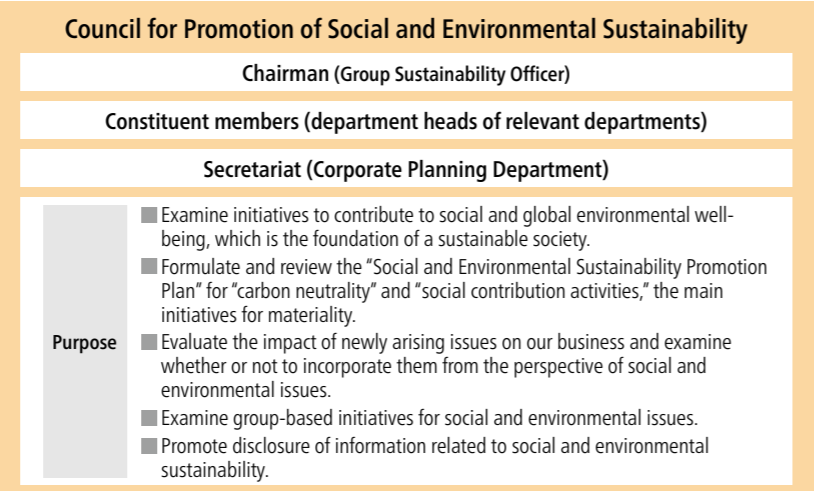 Council for Promotion of Social and Environmental Sustainability
Chairman (Group Sustainability Officer)
Constituent members (department heads of relevant departments)
Secretariat (Corporate Planning Department)
Purpose
■ Examine initiatives to contribute to social and global environmental well-
being, which is the foundation of a sustainable society.
■ Formulate and review the “Social and Environmental Sustainability Promotion
Plan” for “carbon neutrality” and “social contribution activities,” the main
initiatives for materiality.
■ Evaluate the impact of newly arising issues on our business and examine
whether or not to incorporate them from the perspective of social and
environmental issues.
■ Examine group-based initiatives for social and environmental issues.
■ Promote disclosure of information related to social and environmental
sustainability.